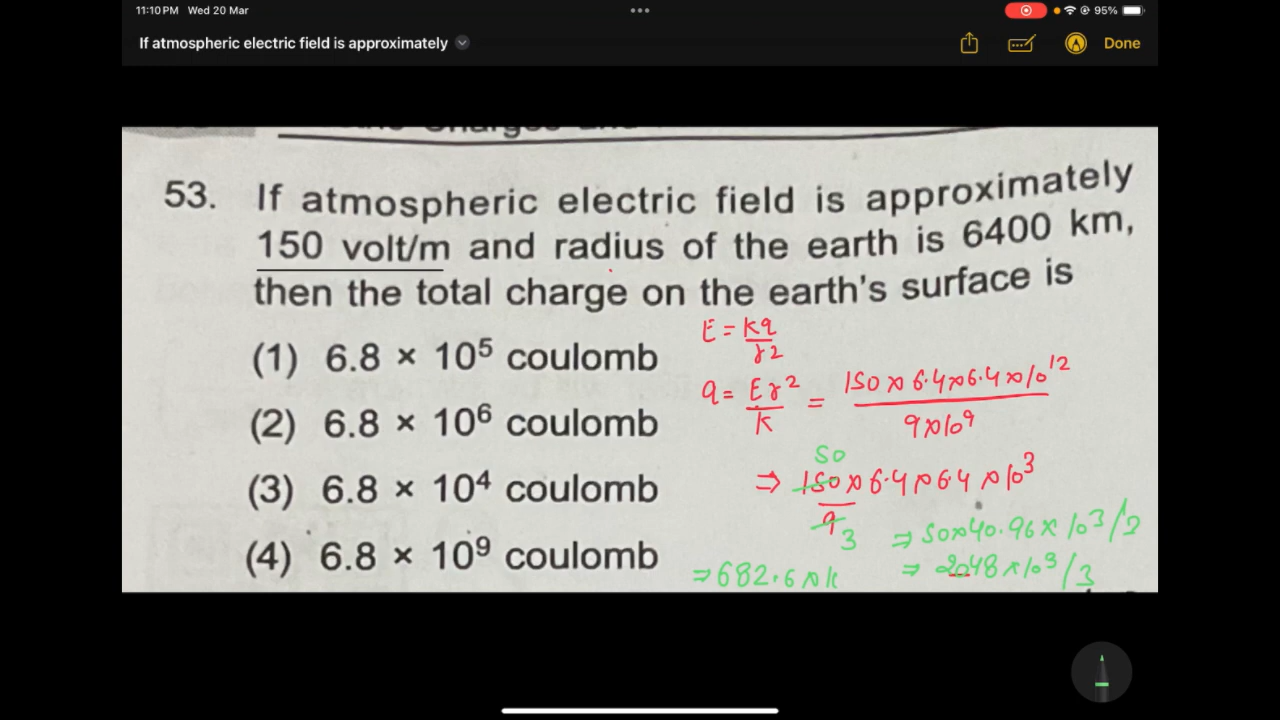 11:10 PM Wed 20 Mar
95%
If atmospheric electric field is approximately
Done
53. If atmospheric electric field is approximately
150 volt/m and radius of the earth is 6400 km,
then the total charge on the earth's surface is
(1) 6.8 × 10⁵ coulomb
(2) 6.8 × 10⁶ coulomb
(3) 6.8 × 10⁴ coulomb
(4) 6.8 × 10⁹ coulomb
E = kq/r2
q = Er²/k = 150×6.4×6.4×10¹²/9×10⁹
50
⇒ 150×6.4×6.4×10³/9
3
⇒ 50×40.96×10³/3
⇒ 2048×10³/3
⇒ 682.6×